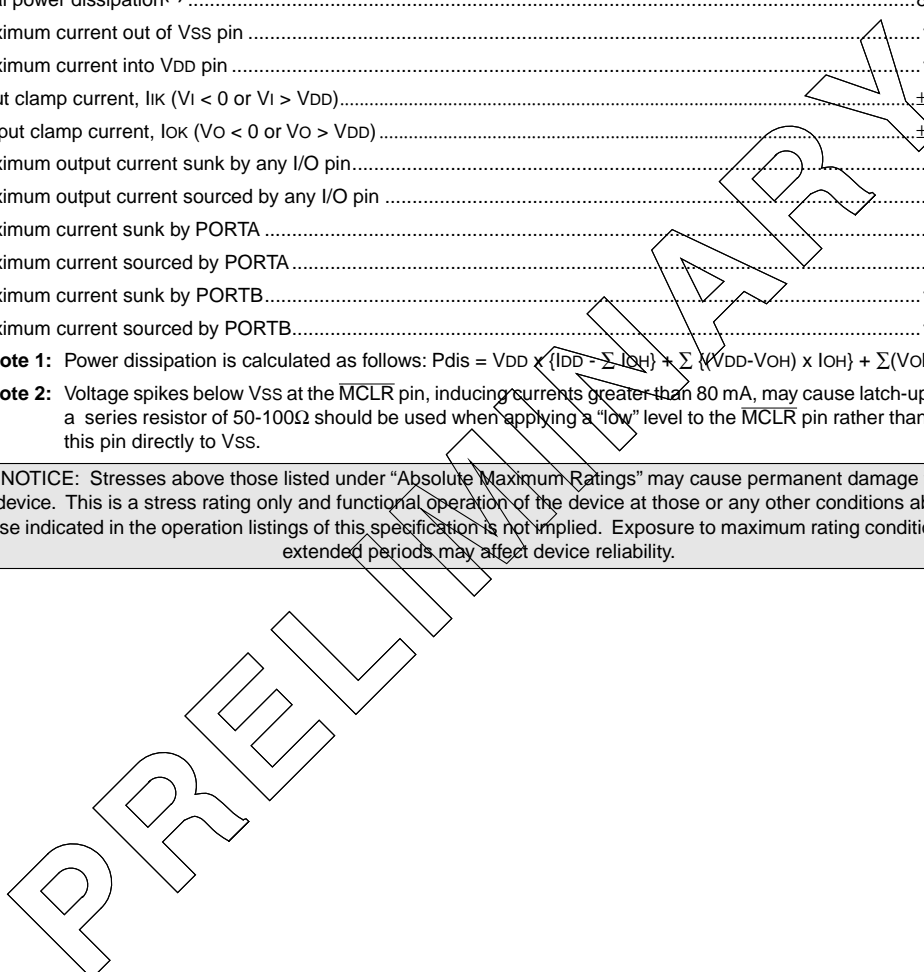 al power dissipation ........ 8
ximum current out of VSS pin ........
ximum current into VDD pin ........
ut clamp current, IIK (VI < 0 or VI > VDD)........±
tput clamp current, IOK (VO < 0 or VO > VDD) ........±
ximum output current sunk by any I/O pin........
ximum output current sourced by any I/O pin ........
ximum current sunk by PORTA ........
ximum current sourced by PORTA........
ximum current sunk by PORTB........
ximum current sourced by PORTB........
ote 1: Power dissipation is calculated as follows: Pdis = VDD x {IDD - ∑ IOH} + ∑ {(VDD-VOH) x IOH} + ∑(VO
ote 2: Voltage spikes below VSS at the MCLR pin, inducing currents greater than 80 mA, may cause latch-up
a series resistor of 50-100Ω should be used when applying a “low” level to the MCLR pin rather than
this pin directly to VSS.
NOTICE: Stresses above those listed under “Absolute Maximum Ratings” may cause permanent damage
device. This is a stress rating only and functional operation of the device at those or any other conditions ab
se indicated in the operation listings of this specification is not implied. Exposure to maximum rating conditio
extended periods may affect device reliability.
PRELIMINARY